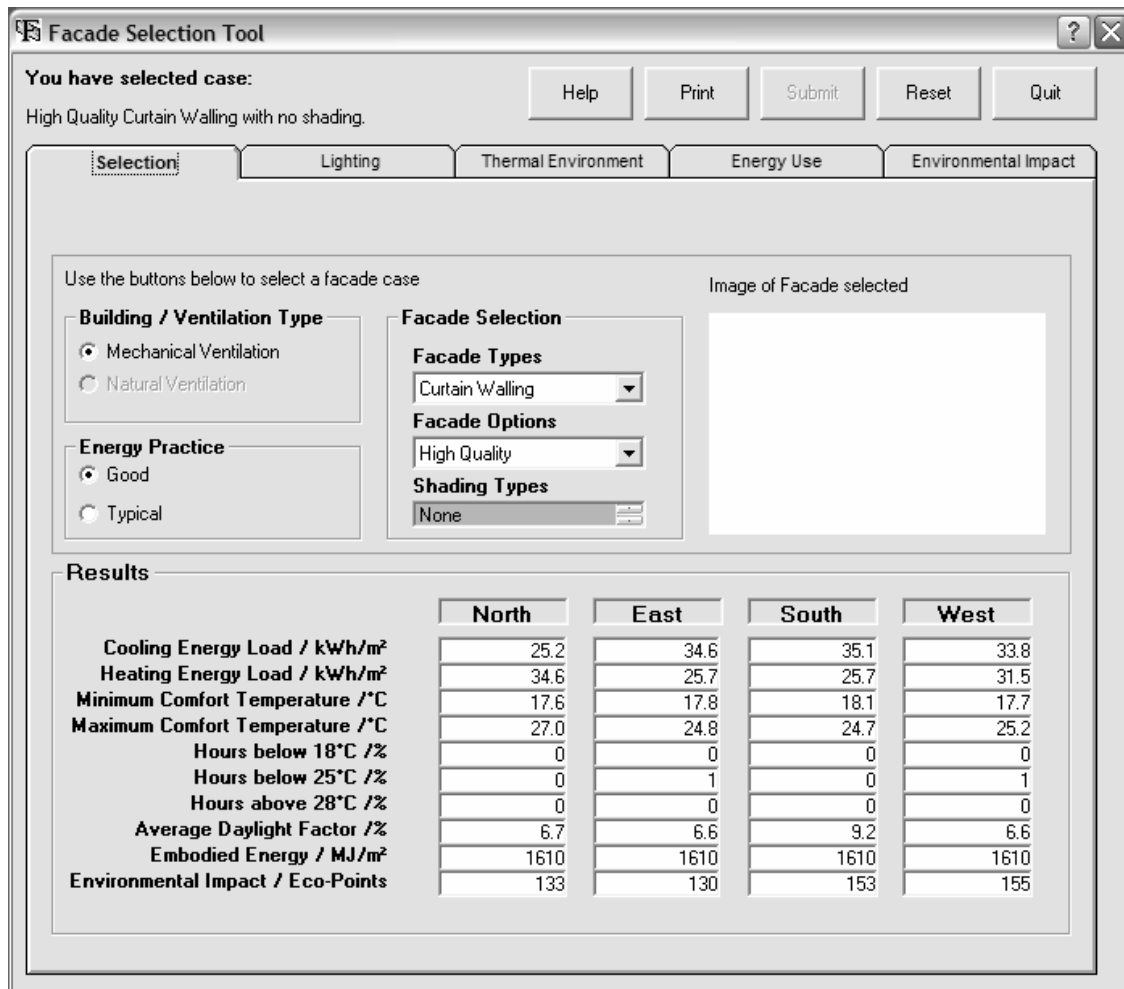 Facade Selection Tool
You have selected case:
High Quality Curtain Walling with no shading.
Help Print Submit Reset Quit
Selection Lighting Thermal Environment Energy Use Environmental Impact
Use the buttons below to select a facade case
Image of Facade selected
Building / Ventilation Type
Mechanical Ventilation
Natural Ventilation
Energy Practice
Good
Typical
Facade Selection
Facade Types
Curtain Walling
Facade Options
High Quality
Shading Types
None
Results
North East South West
Cooling Energy Load / kWh/m² 25.2 34.6 35.1 33.8
Heating Energy Load / kWh/m² 34.6 25.7 25.7 31.5
Minimum Comfort Temperature /°C 17.6 17.8 18.1 17.7
Maximum Comfort Temperature /°C 27.0 24.8 24.7 25.2
Hours below 18°C /% 0 0 0 0
Hours below 25°C /% 0 1 0 1
Hours above 28°C /% 0 0 0 0
Average Daylight Factor /% 6.7 6.6 9.2 6.6
Embodied Energy / MJ/m² 1610 1610 1610 1610
Environmental Impact / Eco-Points 133 130 153 155